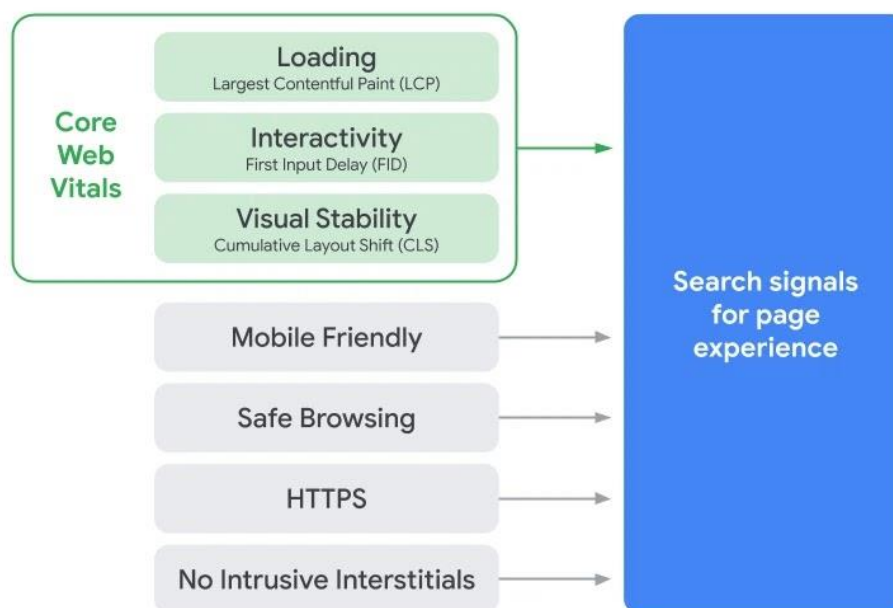 Core
Web
Vitals
Loading
Largest Contentful Paint (LCP)
Interactivity
First Input Delay (FID)
Visual Stability
Cumulative Layout Shift (CLS)
Mobile Friendly
Safe Browsing
HTTPS
No Intrusive Interstitials
Search signals
for page
experience